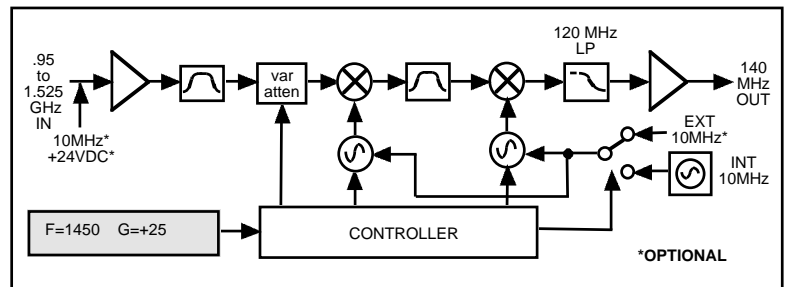 .95
to
1.525
GHz
IN
10MHz*
+24VDC*
var
atten
120 MHz
LP
140
MHz
OUT
EXT
10MHz*
INT
10MHz
F=1450 G=+25
CONTROLLER
*OPTIONAL